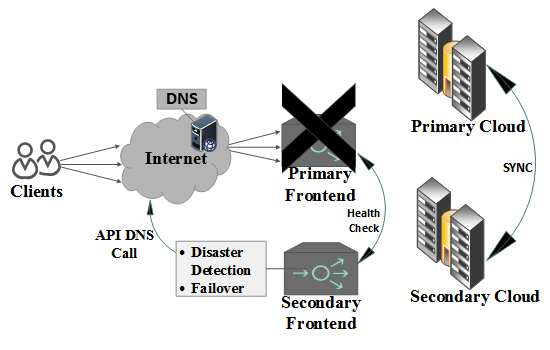 DNS
Internet
Clients
Primary
Frontend
Primary Cloud
SYNC
Health
Check
API DNS
Call
• Disaster
Detection
• Failover
Secondary
Frontend
Secondary Cloud